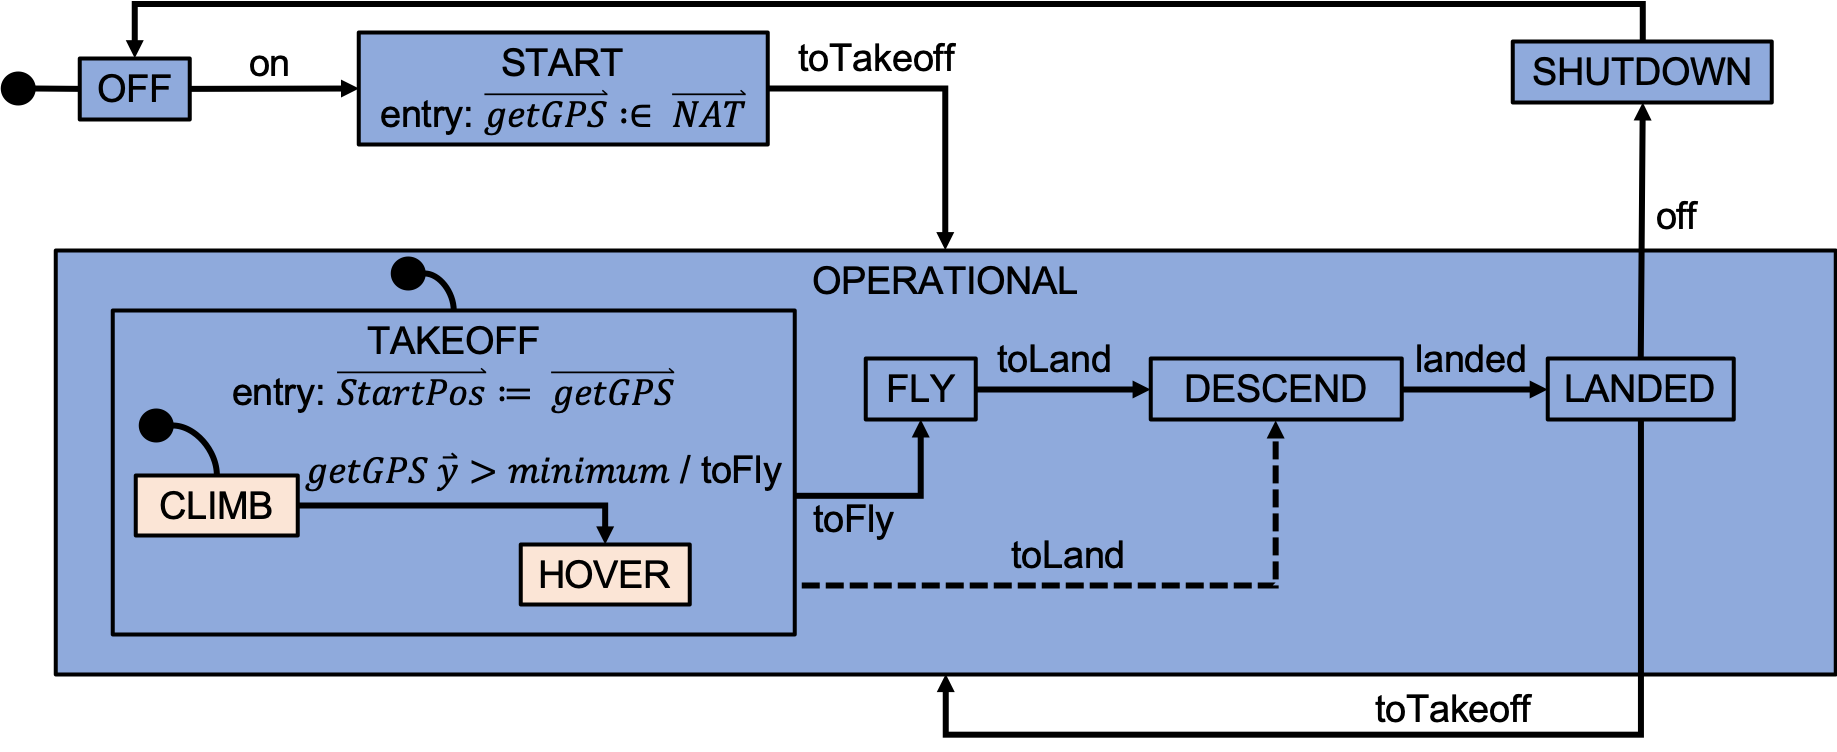 OFF
on
START
entry: getGPS :∈ NAT
toTakeoff
SHUTDOWN
off
OPERATIONAL
TAKEOFF
entry: StartPos := getGPS
CLIMB
getGPS y⃗ > minimum / toFly
HOVER
toFly
FLY
toLand
DESCEND
landed
LANDED
toLand
toTakeoff